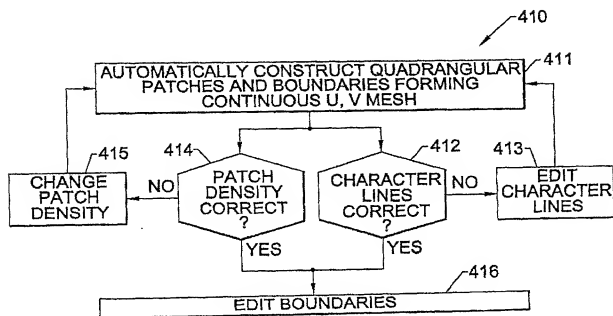 410
AUTOMATICALLY CONSTRUCT QUADRANGULAR
PATCHES AND BOUNDARIES FORMING
CONTINUOUS U, V MESH
411
415
CHANGE
PATCH
DENSITY
NO
414
PATCH
DENSITY
CORRECT
?
YES
412
CHARACTER
LINES
CORRECT
?
YES
NO
413
EDIT
CHARACTER
LINES
416
EDIT BOUNDARIES